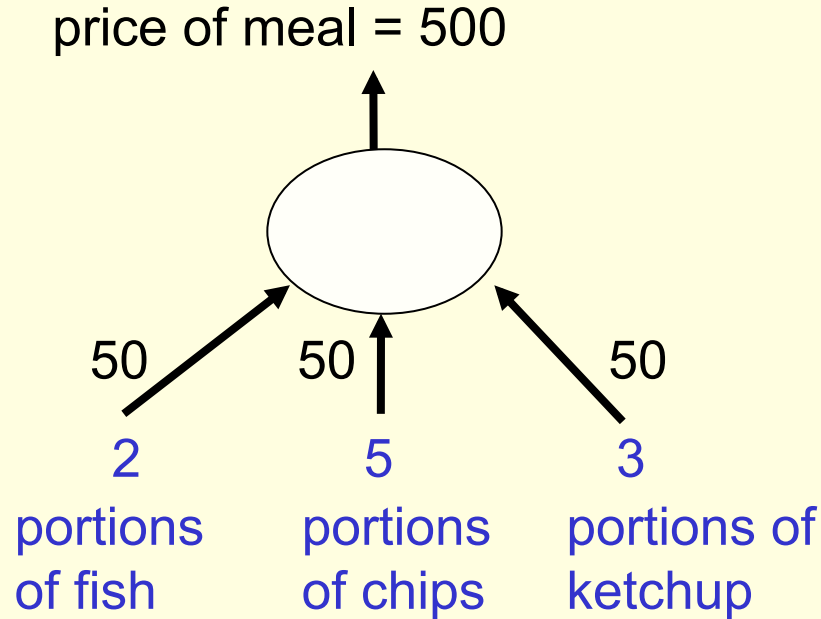 price of meal = 500
50 50 50
2 5 3
portions portions portions of
of fish of chips ketchup